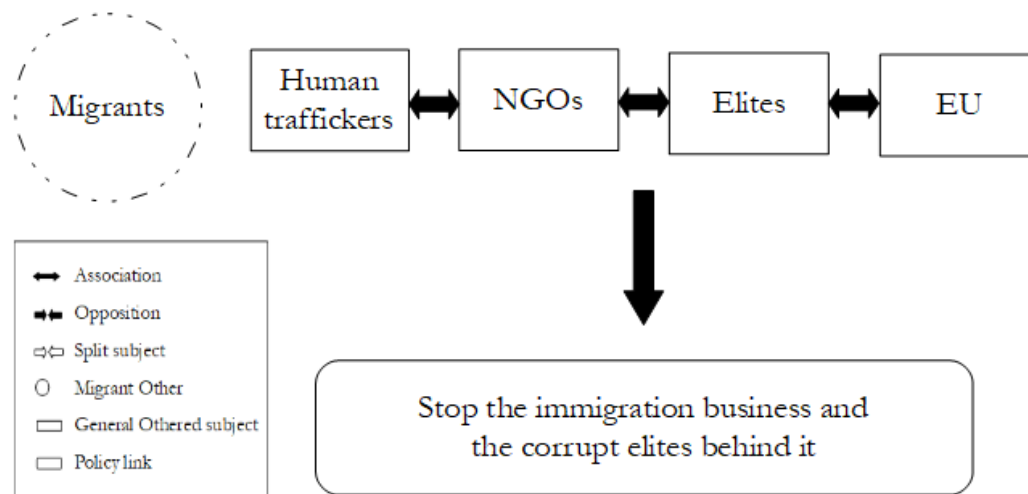 Migrants
Human
traffickers
NGOs
Elites
EU
Association
Opposition
Split subject
Migrant Other
General Othered subject
Policy link
Stop the immigration business and
the corrupt elites behind it